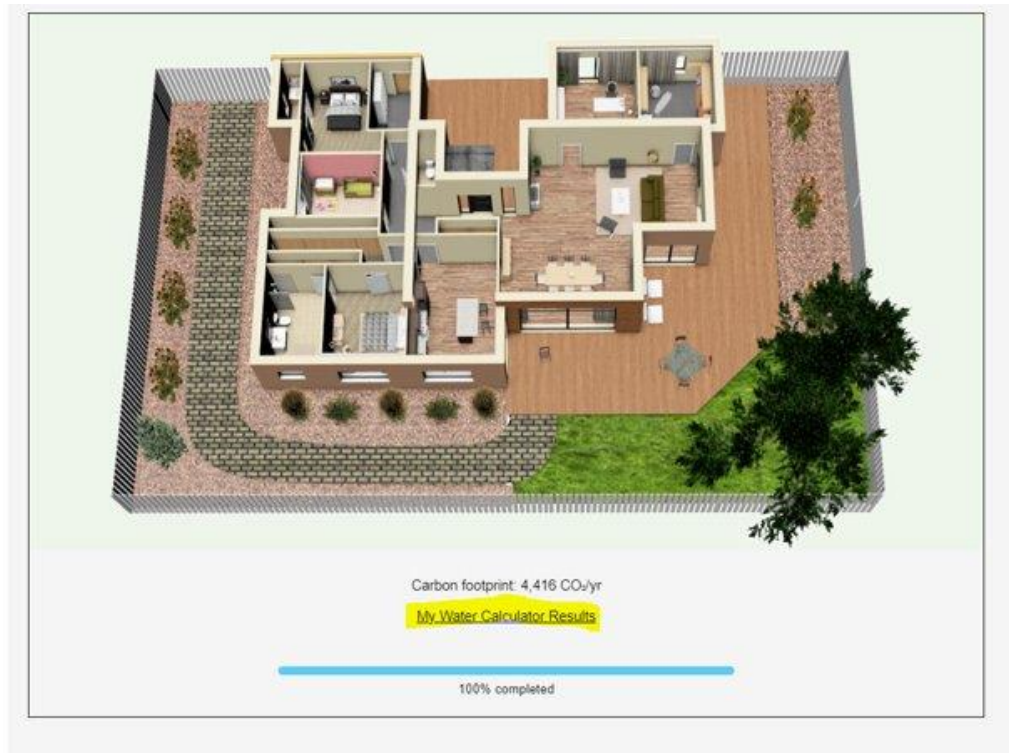 Carbon footprint: 4,416 CO₂/yr
My Water Calculator Results
100% completed